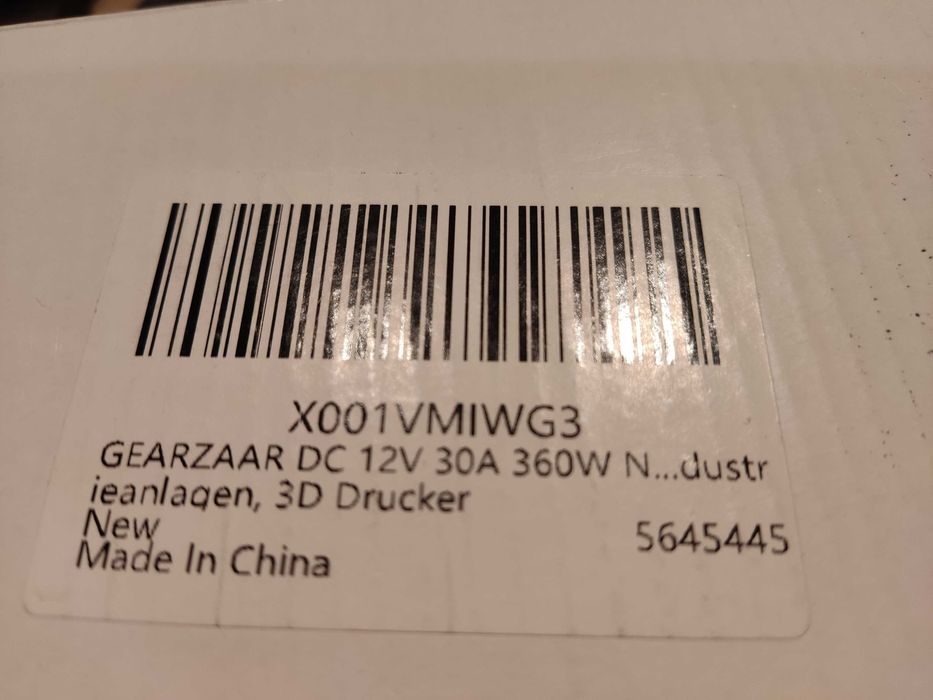 X001VMIWG3
GEARZAAR DC 12V 30A 360W N...dustr
ieanlagen, 3D Drucker
New 5645445
Made In China